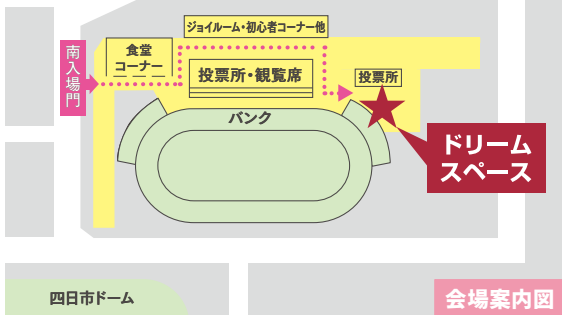 ジョイルーム・初心者コーナー他
食堂
コーナー
南入場門
投票所・観覧席
投票所
バンク
ドリーム
スペース
四日市ドーム
会場案内図